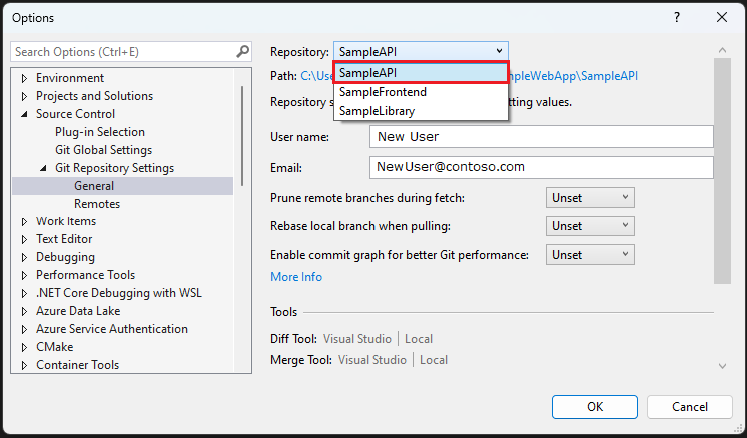 Options
Search Options (Ctrl+E)
Environment
Projects and Solutions
Source Control
Plug-in Selection
Git Global Settings
Git Repository Settings
General
Remotes
Work Items
Text Editor
Debugging
Performance Tools
.NET Core Debugging with WSL
Azure Data Lake
Azure Service Authentication
CMake
Container Tools
Repository: SampleAPI
SampleAPI
SampleFrontend
SampleLibrary
Path: C:\Use mpleWebApp\SampleAPI
Repository s tting values.
User name: New User
Email: NewUser@contoso.com
Prune remote branches during fetch: Unset
Rebase local branch when pulling: Unset
Enable commit graph for better Git performance: Unset
More Info
Tools
Diff Tool: Visual Studio | Local
Merge Tool: Visual Studio | Local
OK Cancel